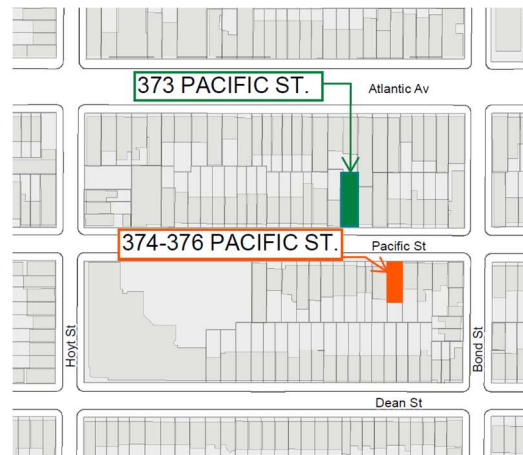 373 PACIFIC ST.
Atlantic Av
374-376 PACIFIC ST.
Pacific St
Hoyt St
Bond St
Dean St